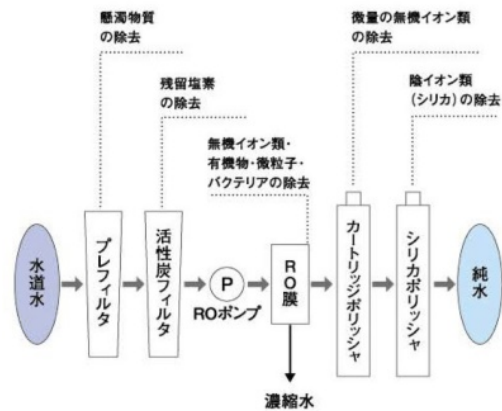 懸濁物質
の除去
残留塩素
の除去
無機イオン類・
有機物・微粒子・
バクテリアの除去
微量の無機イオン類
の除去
陰イオン類
(シリカ)の除去
水道水
プレフィルタ
活性炭フィルタ
P
ROポンプ
RO膜
カートリッジポリッシャ
シリカポリッシャ
純水
濃縮水